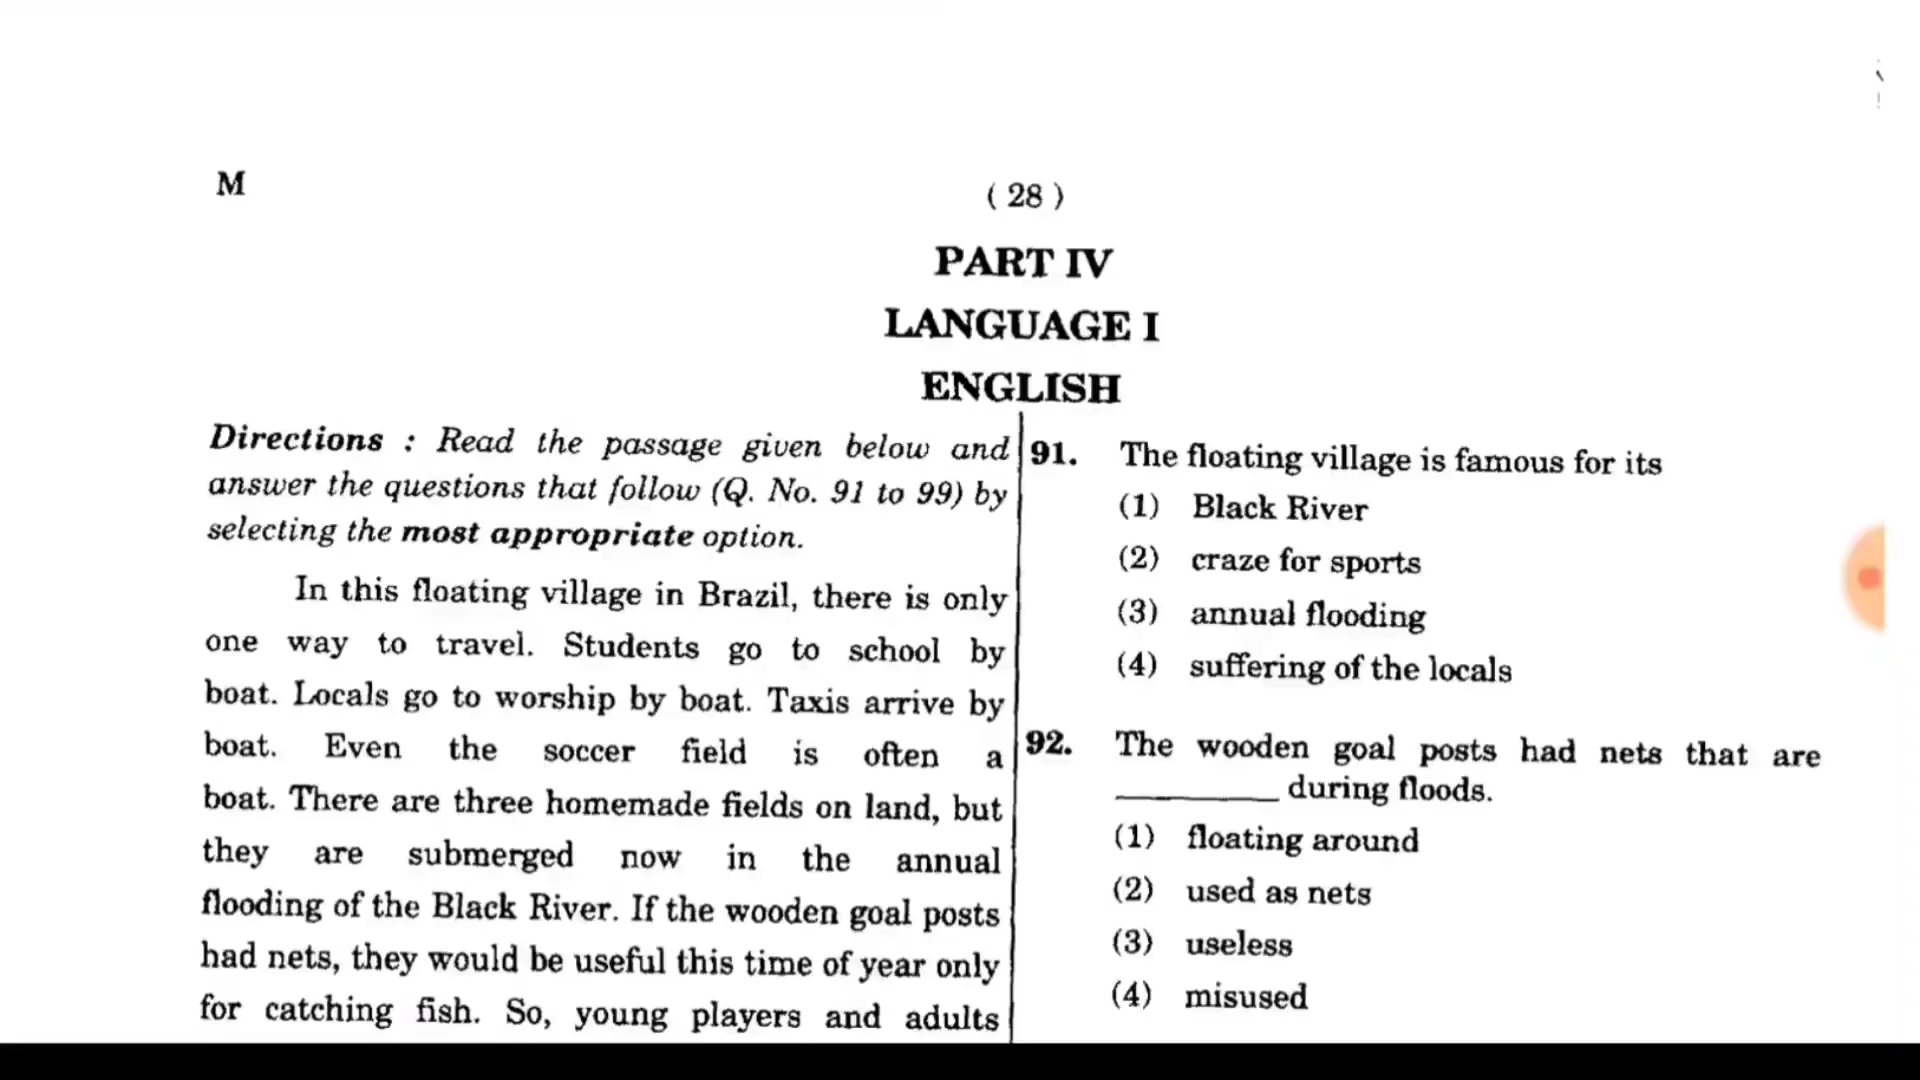 M
( 28 )
PART IV
LANGUAGE I
ENGLISH
Directions : Read the passage given below and
answer the questions that follow (Q. No. 91 to 99) by
selecting the most appropriate option.
In this floating village in Brazil, there is only
one way to travel. Students go to school by
boat. Locals go to worship by boat. Taxis arrive by
boat. Even the soccer field is often a
boat. There are three homemade fields on land, but
they are submerged now in the annual
flooding of the Black River. If the wooden goal posts
had nets, they would be useful this time of year only
for catching fish. So, young players and adults
91. The floating village is famous for its
(1) Black River
(2) craze for sports
(3) annual flooding
(4) suffering of the locals
92. The wooden goal posts had nets that are
__________ during floods.
(1) floating around
(2) used as nets
(3) useless
(4) misused